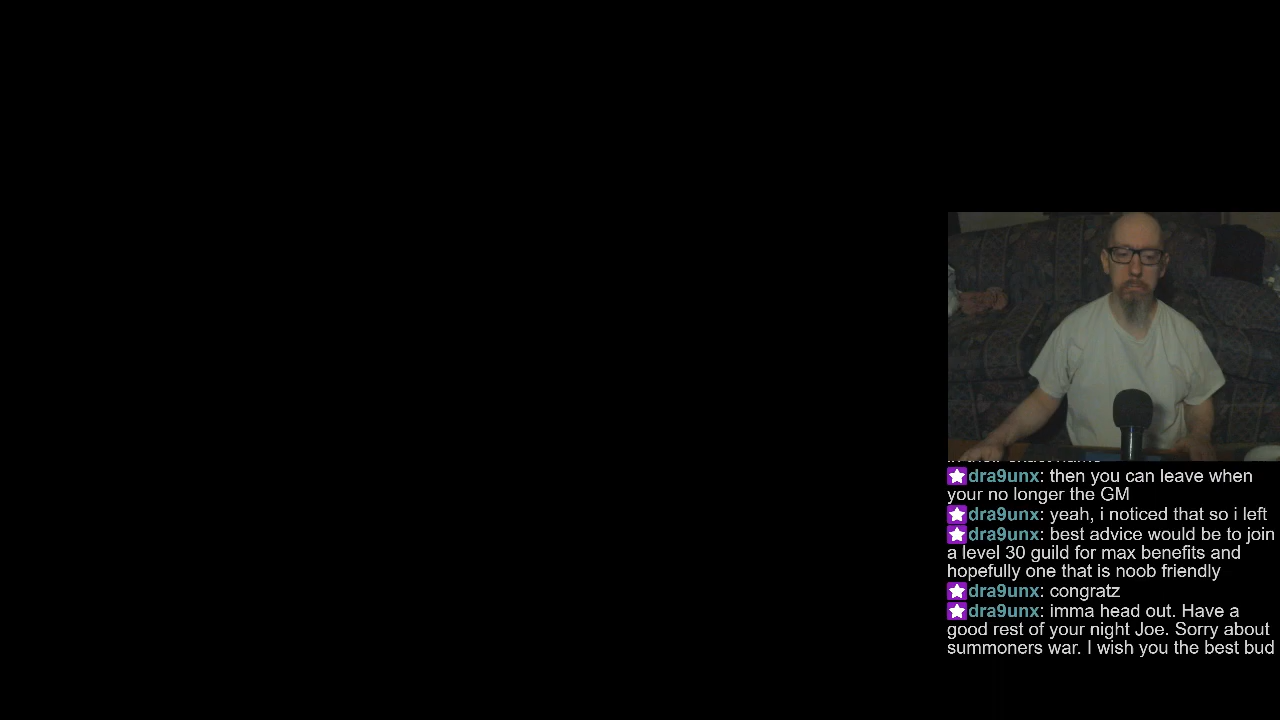 dra9unx: then you can leave when
your no longer the GM
dra9unx: yeah, i noticed that so i left
dra9unx: best advice would be to join
a level 30 guild for max benefits and
hopefully one that is noob friendly
dra9unx: congratz
dra9unx: imma head out. Have a
good rest of your night Joe. Sorry about
summoners war. I wish you the best bud